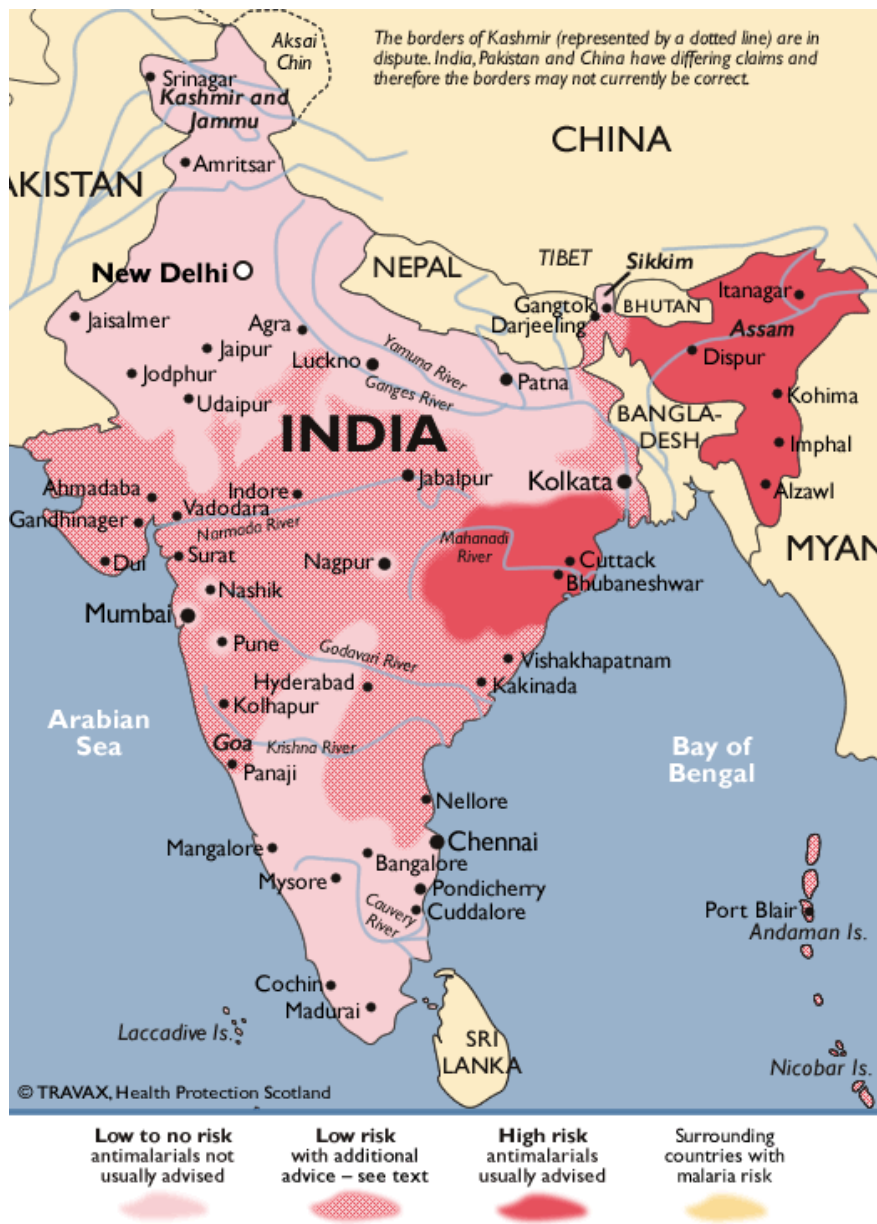 Aksai
Chin
The borders of Kashmir (represented by a dotted line) are in
dispute. India, Pakistan and China have differing claims and
therefore the borders may not currently be correct.
Srinagar
Kashmir and
Jammu
CHINA
Amritsar
AKISTAN
New Delhi
NEPAL
TIBET
Sikkim
Itanagar
Gangtok
BHUTAN
Darjeeling
Assam
Jaisalmer
Agra
Jaipur
Yamuna River
Luckno
Dispur
Jodphur
Ganges River
Patna
Kohima
Udaipur
BANGLA-
DESH
INDIA
Imphal
Jabalpur
Kolkata
Ahmadaba
Indore
Alzawl
Vadodara
Gandhinager
Narmada River
Mahanadi
River
MYAN
Dui
Surat
Nagpur
Cuttack
Bhubaneshwar
Nashik
Mumbai
Pune
Godavari River
Vishakhapatnam
Hyderabad
Kakinada
Kolhapur
Arabian
Sea
Goa
Krishna River
Bay of
Bengal
Panaji
Nellore
Chennai
Mangalore
Bangalore
Mysore
Pondicherry
Cauvery
River
Cuddalore
Port Blair
Andaman Is.
Cochin
Madurai
Laccadive Is.
SRI
LANKA
Nicobar Is.
© TRAVAX, Health Protection Scotland
Low to no risk
antimalarials not
usually advised
Low risk
with additional
advice – see text
High risk
antimalarials
usually advised
Surrounding
countries with
malaria risk